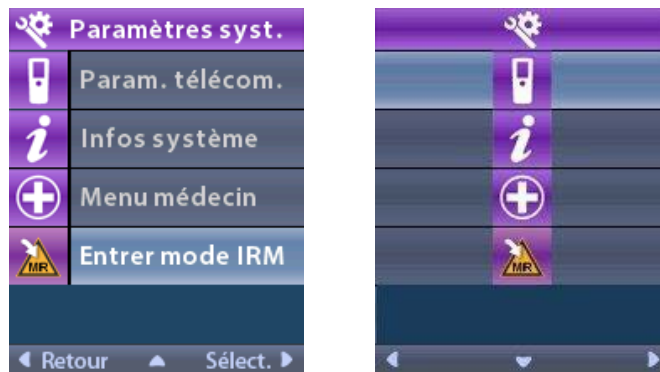 Paramètres syst.
Param. télécom.
Infos système
Menu médecin
MR
Entrer mode IRM
Retour
Sélect.
MR